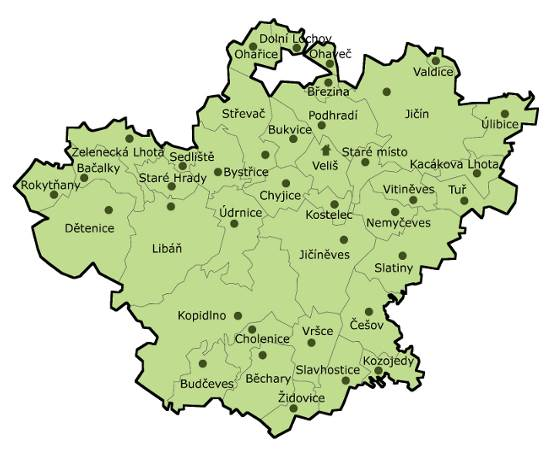 Dolní Lochov
Ohařice
Ohaveč
Valdice
Březina
Střevač
Podhradí
Jičín
Úlibice
Bukvice
Zelenecká Lhota
Sedliště
Veliš
Staré místo
Bačalky
Bystřice
Kacákova Lhota
Rokytňany
Staré Hrady
Chyjice
Vitiněves
Tuř
Údrnice
Kostelec
Nemyčeves
Dětenice
Libáň
Jičíněves
Slatiny
Kopidlno
Češov
Vršce
Cholenice
Kozojedy
Slavhostice
Běchary
Budčeves
Židovice